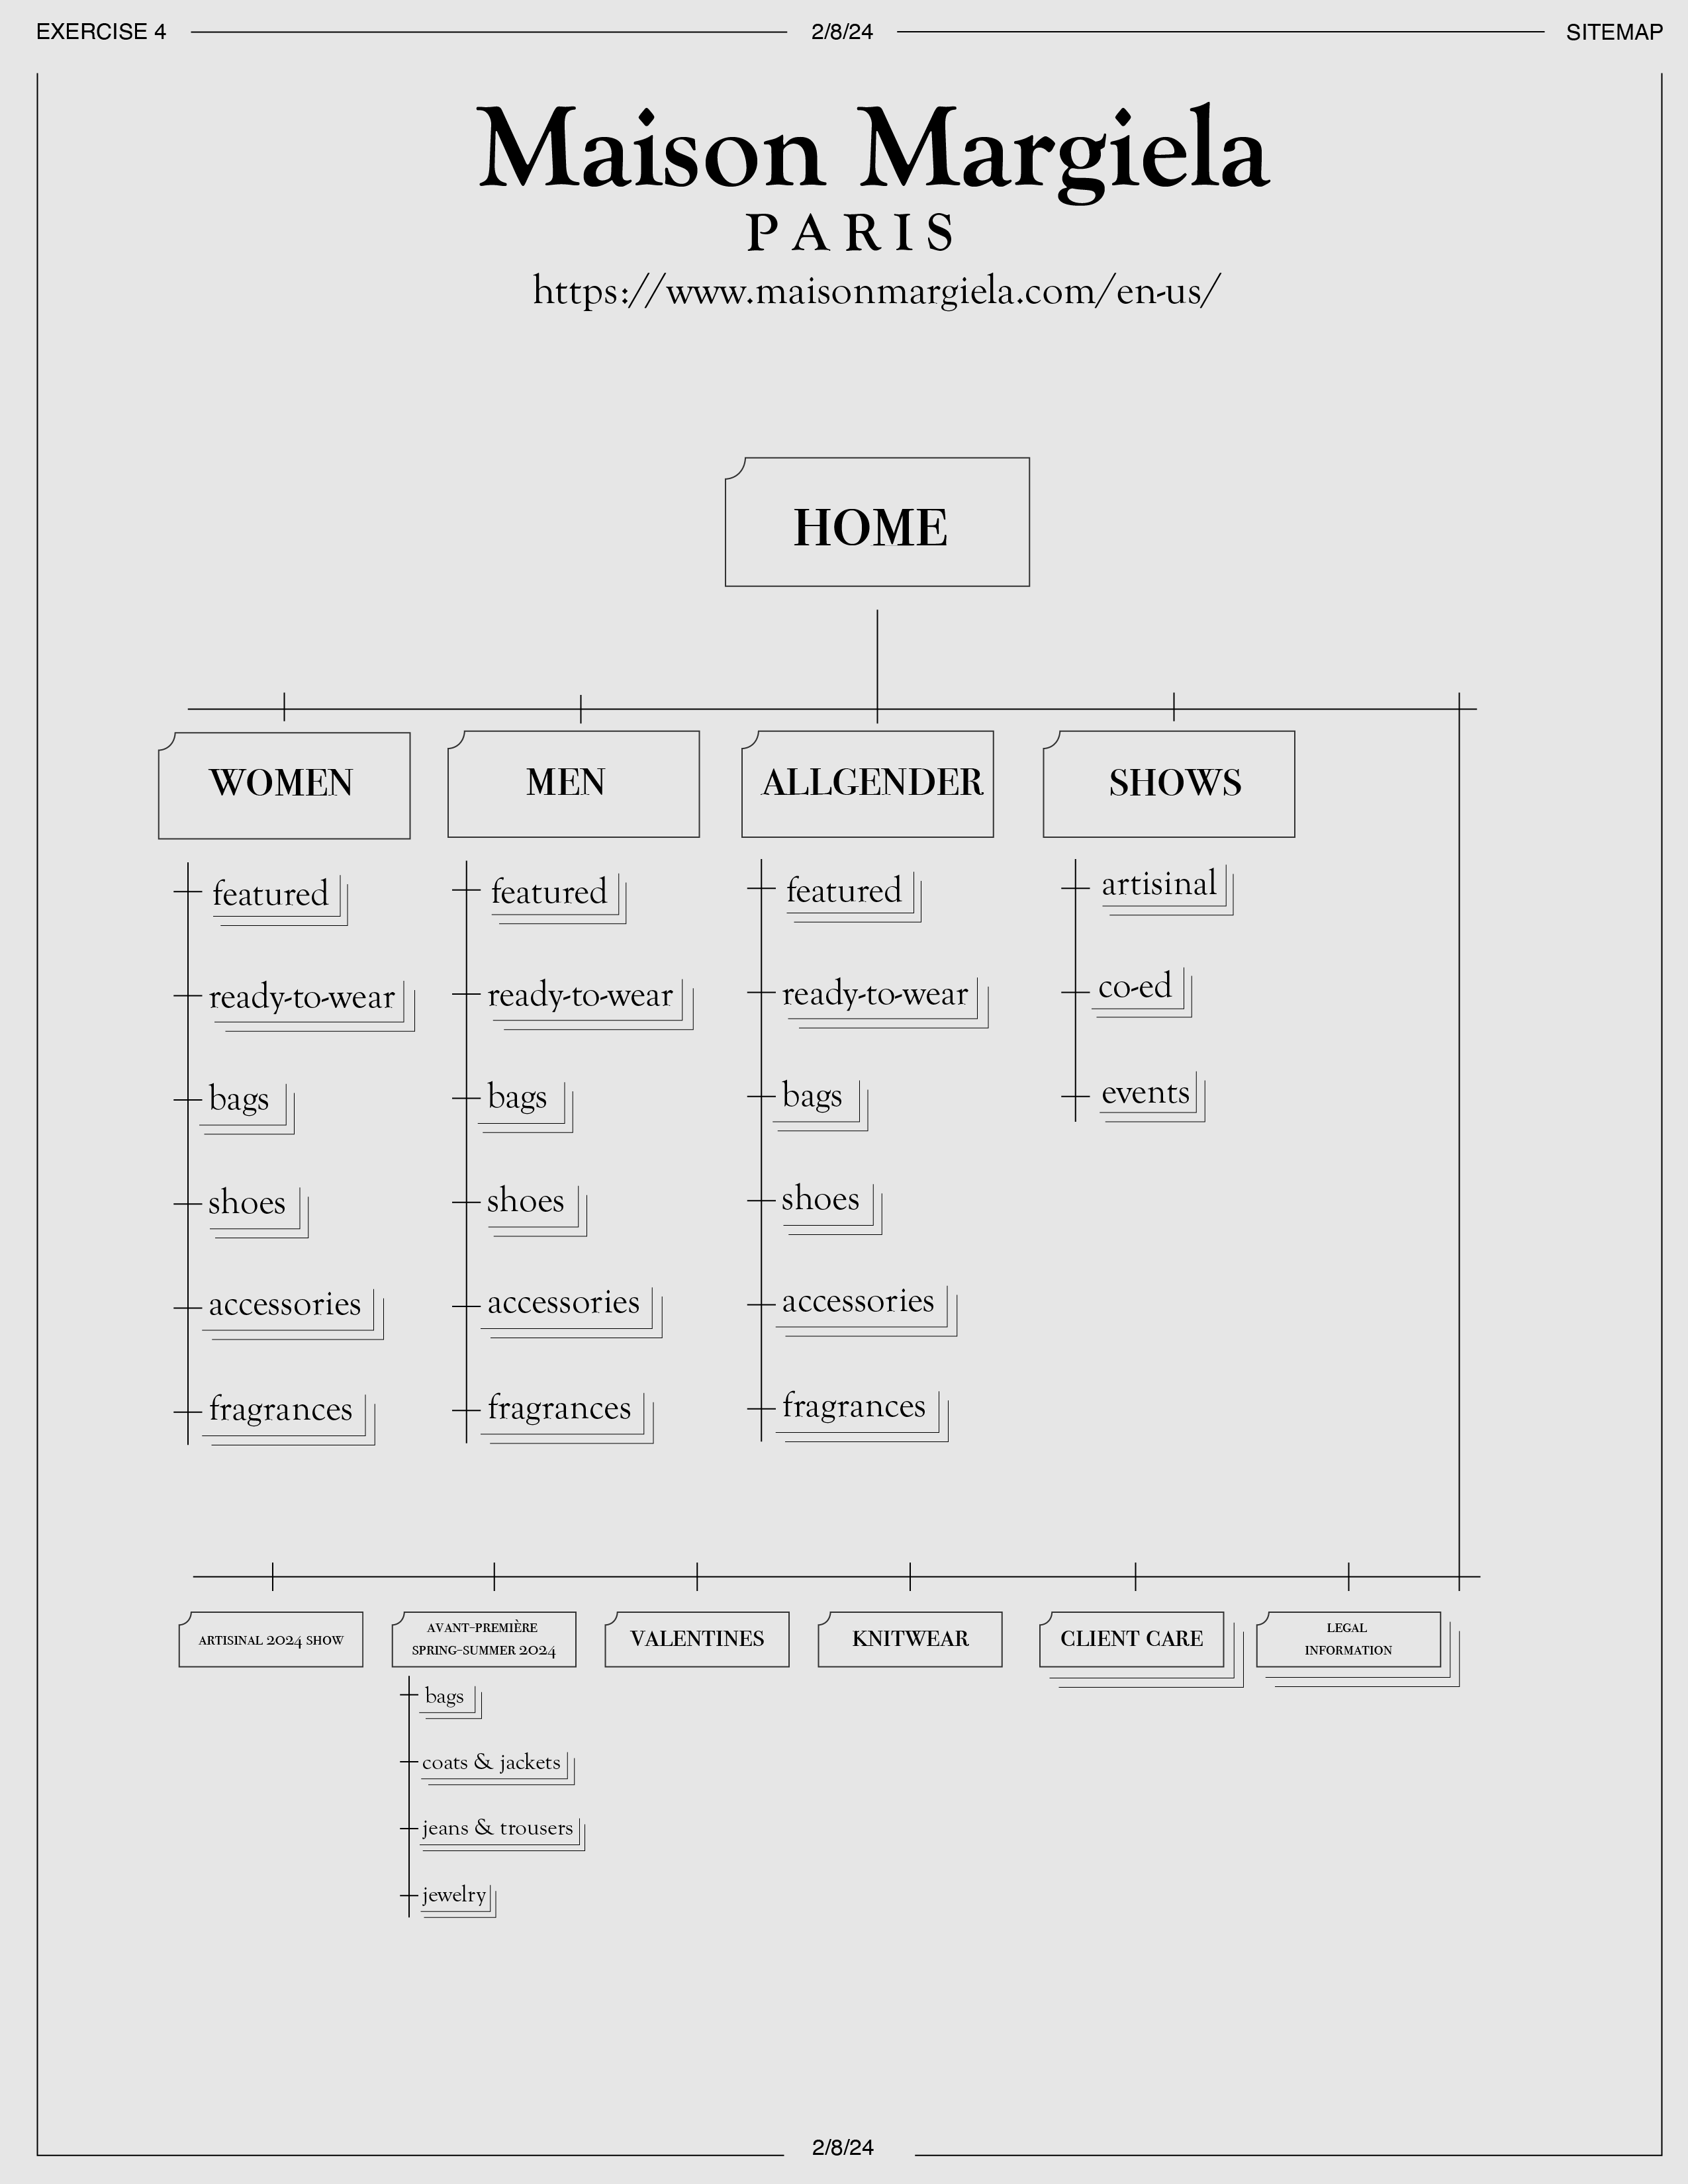 EXERCISE 4
2/8/24
SITEMAP
Maison Margiela
PARIS
https://www.maisonmargiela.com/en-us/
HOME
WOMEN
MEN
ALLGENDER
SHOWS
featured
ready-to-wear
bags
shoes
accessories
fragrances
featured
ready-to-wear
bags
shoes
accessories
fragrances
featured
ready-to-wear
bags
shoes
accessories
fragrances
artisinal
co-ed
events
ARTISINAL 2024 SHOW
AVANT-PREMIÈRE
SPRING-SUMMER 2024
VALENTINES
KNITWEAR
CLIENT CARE
LEGAL
INFORMATION
bags
coats & jackets
jeans & trousers
jewelry
2/8/24